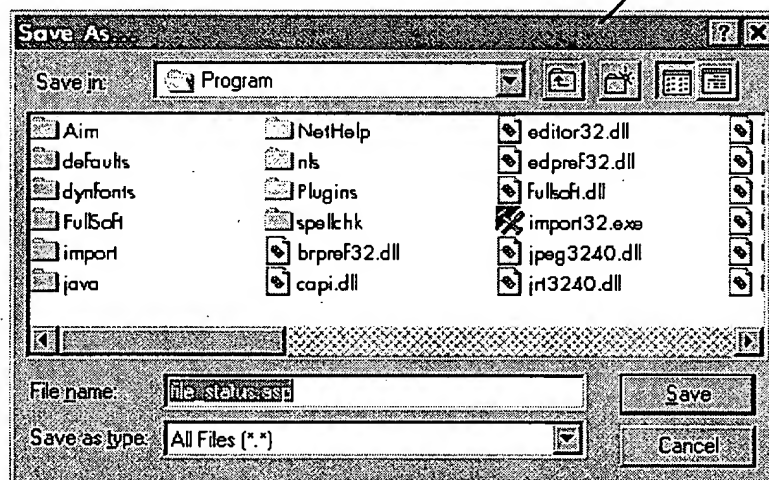 Save As...
Save in: Program
Aim
defaults
dynfonts
FullSoft
import
java
NetHelp
nls
Plugins
spellchk
brpref32.dll
capi.dll
editor32.dll
edpref32.dll
fullsoft.dll
import32.exe
jpeg3240.dll
jrt3240.dll
File name: file_status.asp
Save
Save as type: All Files (*.*)
Cancel